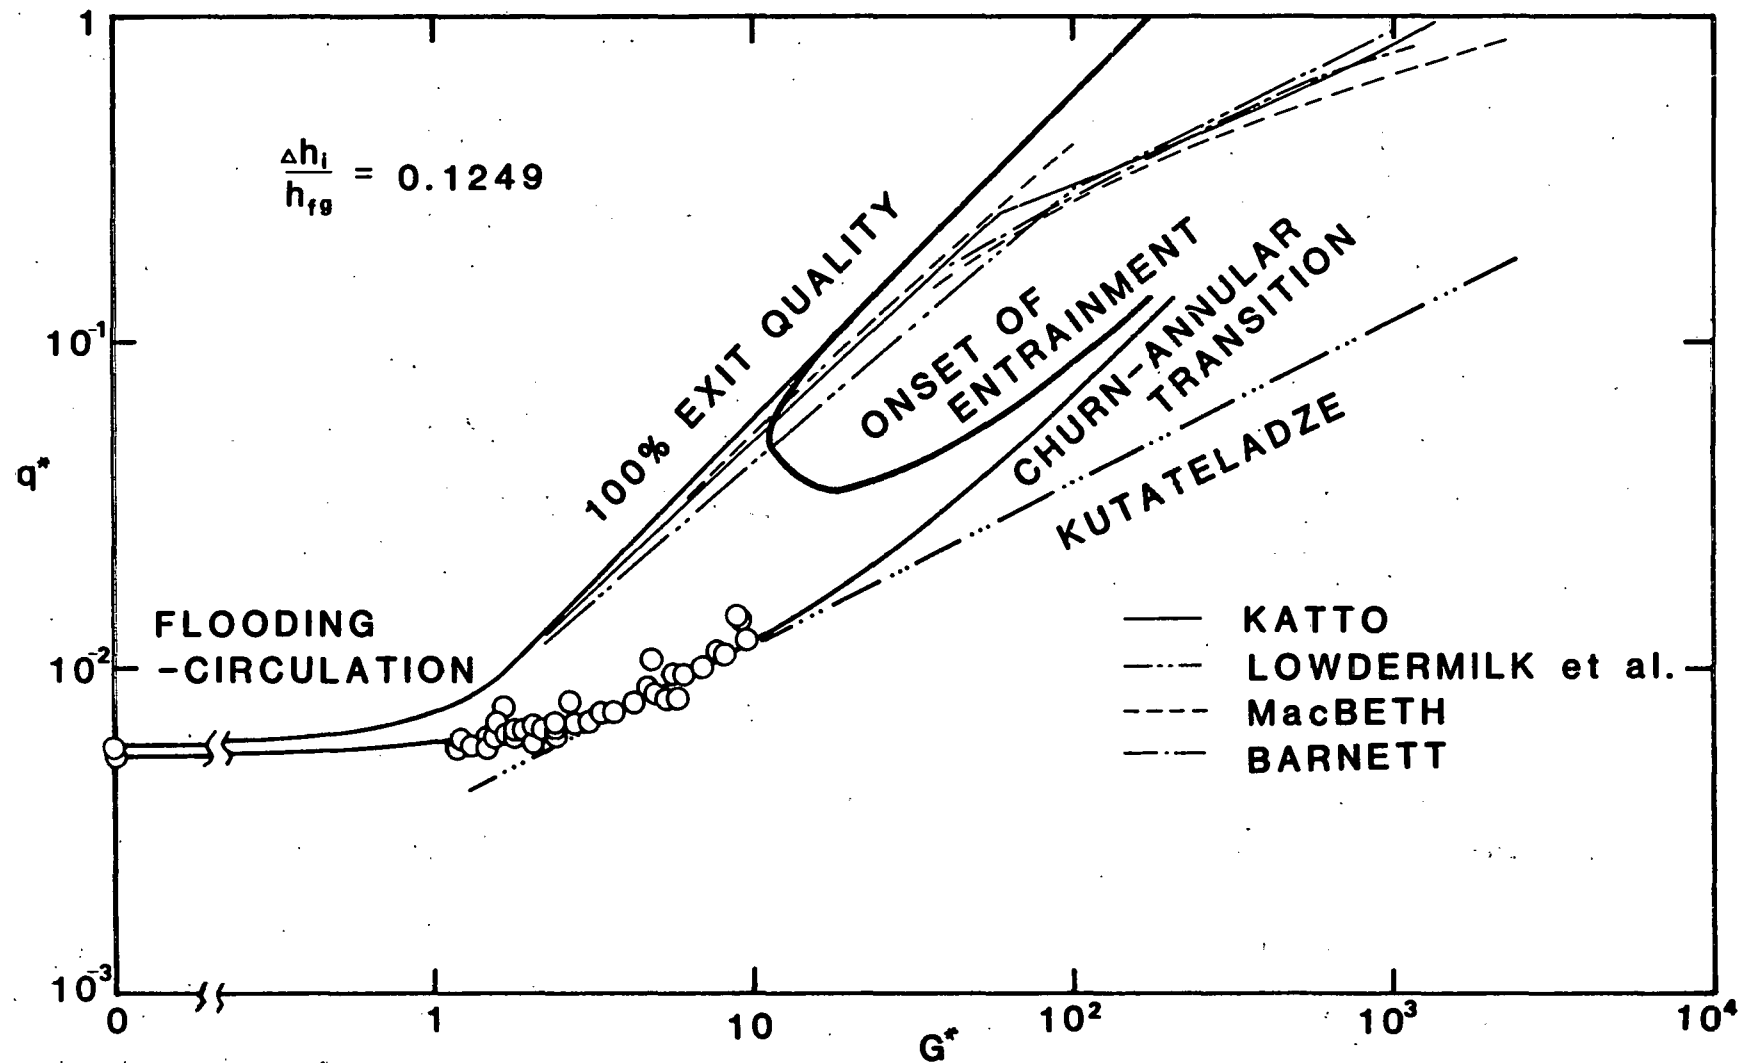 1
Δhᵢ
—— = 0.1249
h_fg
10⁻¹
q*
10⁻²
10⁻³
100% EXIT QUALITY
ONSET OF
ENTRAINMENT
CHURN-ANNULAR
TRANSITION
KUTATELADZE
FLOODING
-CIRCULATION
KATTO
LOWDERMILK et al.
MacBETH
BARNETT
0 1 10 10² 10³ 10⁴
G*